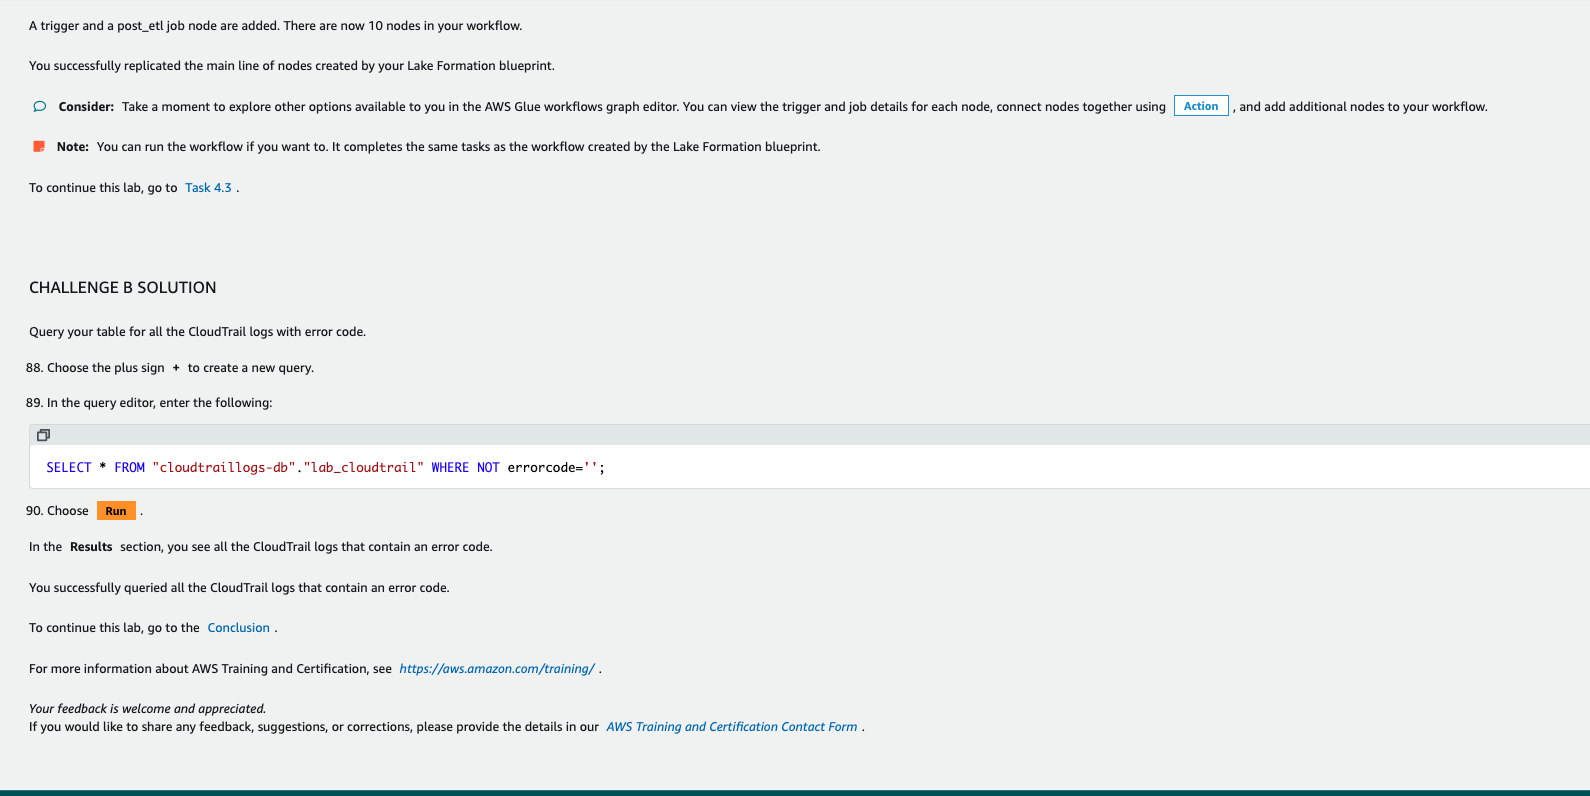 A trigger and a post_etl job node are added. There are now 10 nodes in your workflow.
You successfully replicated the main line of nodes created by your Lake Formation blueprint.
Consider: Take a moment to explore other options available to you in the AWS Glue workflows graph editor. You can view the trigger and job details for each node, connect nodes together using Action , and add additional nodes to your workflow.
Note: You can run the workflow if you want to. It completes the same tasks as the workflow created by the Lake Formation blueprint.
To continue this lab, go to Task 4.3 .
CHALLENGE B SOLUTION
Query your table for all the CloudTrail logs with error code.
88. Choose the plus sign + to create a new query.
89. In the query editor, enter the following:
SELECT * FROM "cloudtraillogs-db"."lab_cloudtrail" WHERE NOT errorcode='';
90. Choose Run .
In the Results section, you see all the CloudTrail logs that contain an error code.
You successfully queried all the CloudTrail logs that contain an error code.
To continue this lab, go to the Conclusion .
For more information about AWS Training and Certification, see https://aws.amazon.com/training/ .
Your feedback is welcome and appreciated.
If you would like to share any feedback, suggestions, or corrections, please provide the details in our AWS Training and Certification Contact Form .